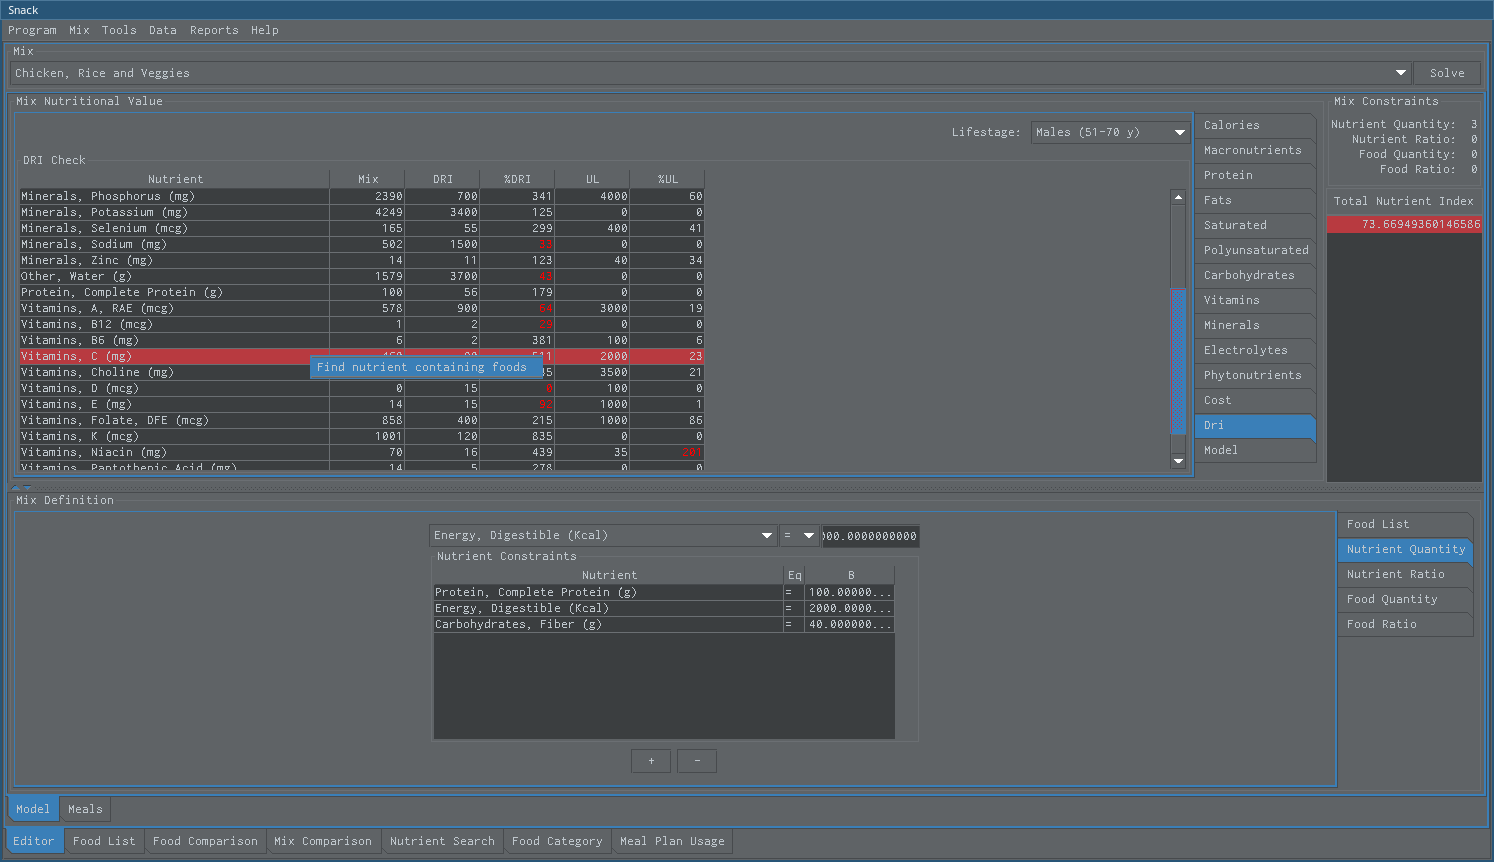 Snack
Program Mix Tools Data Reports Help
Mix
Chicken, Rice and Veggies Solve
Mix Nutritional Value
Lifestage: Males (51-70 y)
DRI Check
Nutrient Mix DRI %DRI UL %UL
Minerals, Phosphorus (mg) 2390 700 341 4000 60
Minerals, Potassium (mg) 4249 3400 125 0 0
Minerals, Selenium (mcg) 165 55 299 400 41
Minerals, Sodium (mg) 502 1500 33 0 0
Minerals, Zinc (mg) 14 11 123 40 34
Other, Water (g) 1579 3700 43 0 0
Protein, Complete Protein (g) 100 56 179 0 0
Vitamins, A, RAE (mcg) 578 900 64 3000 19
Vitamins, B12 (mcg) 1 2 29 0 0
Vitamins, B6 (mg) 6 2 381 100 6
Vitamins, C (mg) 2000 23
Find nutrient containing foods
Vitamins, Choline (mg) 3500 21
Vitamins, D (mcg) 0 15 0 100 0
Vitamins, E (mg) 14 15 92 1000 1
Vitamins, Folate, DFE (mcg) 858 400 215 1000 86
Vitamins, K (mcg) 1001 120 835 0 0
Vitamins, Niacin (mg) 70 16 439 35 201
Vitamins, Pantothenic Acid (mg) 14 5 278 0 0
Calories
Macronutrients
Protein
Fats
Saturated
Polyunsaturated
Carbohydrates
Vitamins
Minerals
Electrolytes
Phytonutrients
Cost
Dri
Model
Mix Constraints
Nutrient Quantity: 3
Nutrient Ratio: 0
Food Quantity: 0
Food Ratio: 0
Total Nutrient Index
73.66949360146586
Mix Definition
Energy, Digestible (Kcal) = 00.0000000000
Nutrient Constraints
Nutrient Eq B
Protein, Complete Protein (g) = 100.00000...
Energy, Digestible (Kcal) = 2000.0000...
Carbohydrates, Fiber (g) = 40.000000...
+ -
Food List
Nutrient Quantity
Nutrient Ratio
Food Quantity
Food Ratio
Model Meals
Editor Food List Food Comparison Mix Comparison Nutrient Search Food Category Meal Plan Usage